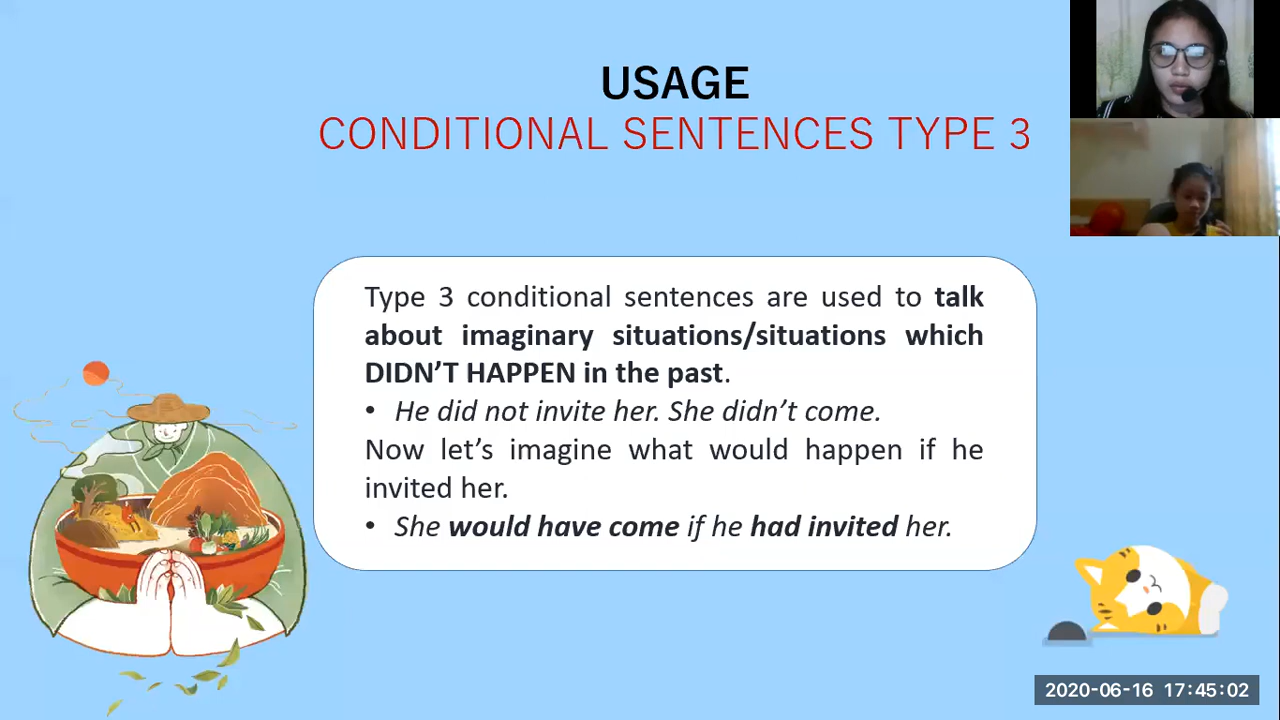 USAGE
CONDITIONAL SENTENCES TYPE 3
Type 3 conditional sentences are used to talk
about imaginary situations/situations which
DIDN’T HAPPEN in the past.
• He did not invite her. She didn’t come.
Now let’s imagine what would happen if he
invited her.
• She would have come if he had invited her.
2020-06-16 17:45:02